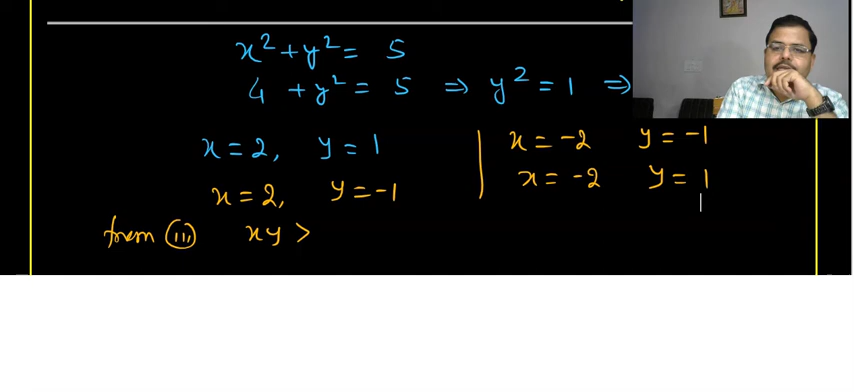 x² + y² = 5
4 + y² = 5 ⇒ y² = 1 ⇒
x = 2, y = 1
x = 2, y = -1
x = -2 y = -1
x = -2 y = 1
from (iii) xy >